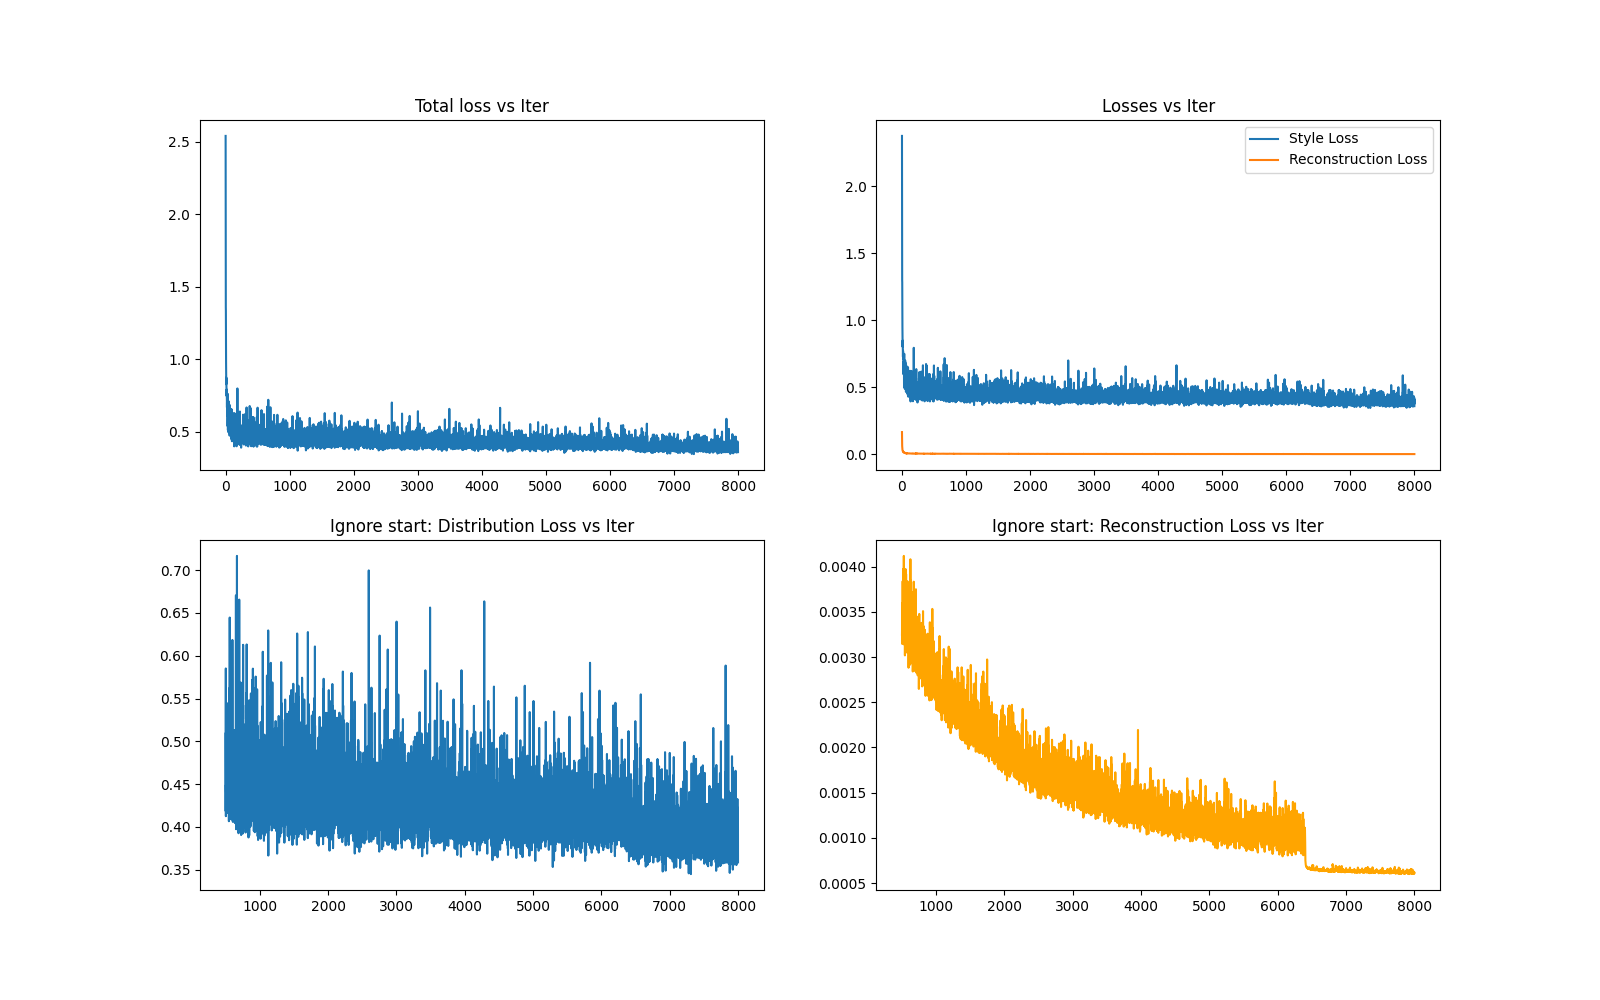 Total loss vs Iter
2.5
2.0
1.5
1.0
0.5
0 1000 2000 3000 4000 5000 6000 7000 8000
Losses vs Iter
Style Loss
Reconstruction Loss
2.0
1.5
1.0
0.5
0.0
0 1000 2000 3000 4000 5000 6000 7000 8000
Ignore start: Distribution Loss vs Iter
0.70
0.65
0.60
0.55
0.50
0.45
0.40
0.35
1000 2000 3000 4000 5000 6000 7000 8000
Ignore start: Reconstruction Loss vs Iter
0.0040
0.0035
0.0030
0.0025
0.0020
0.0015
0.0010
0.0005
1000 2000 3000 4000 5000 6000 7000 8000